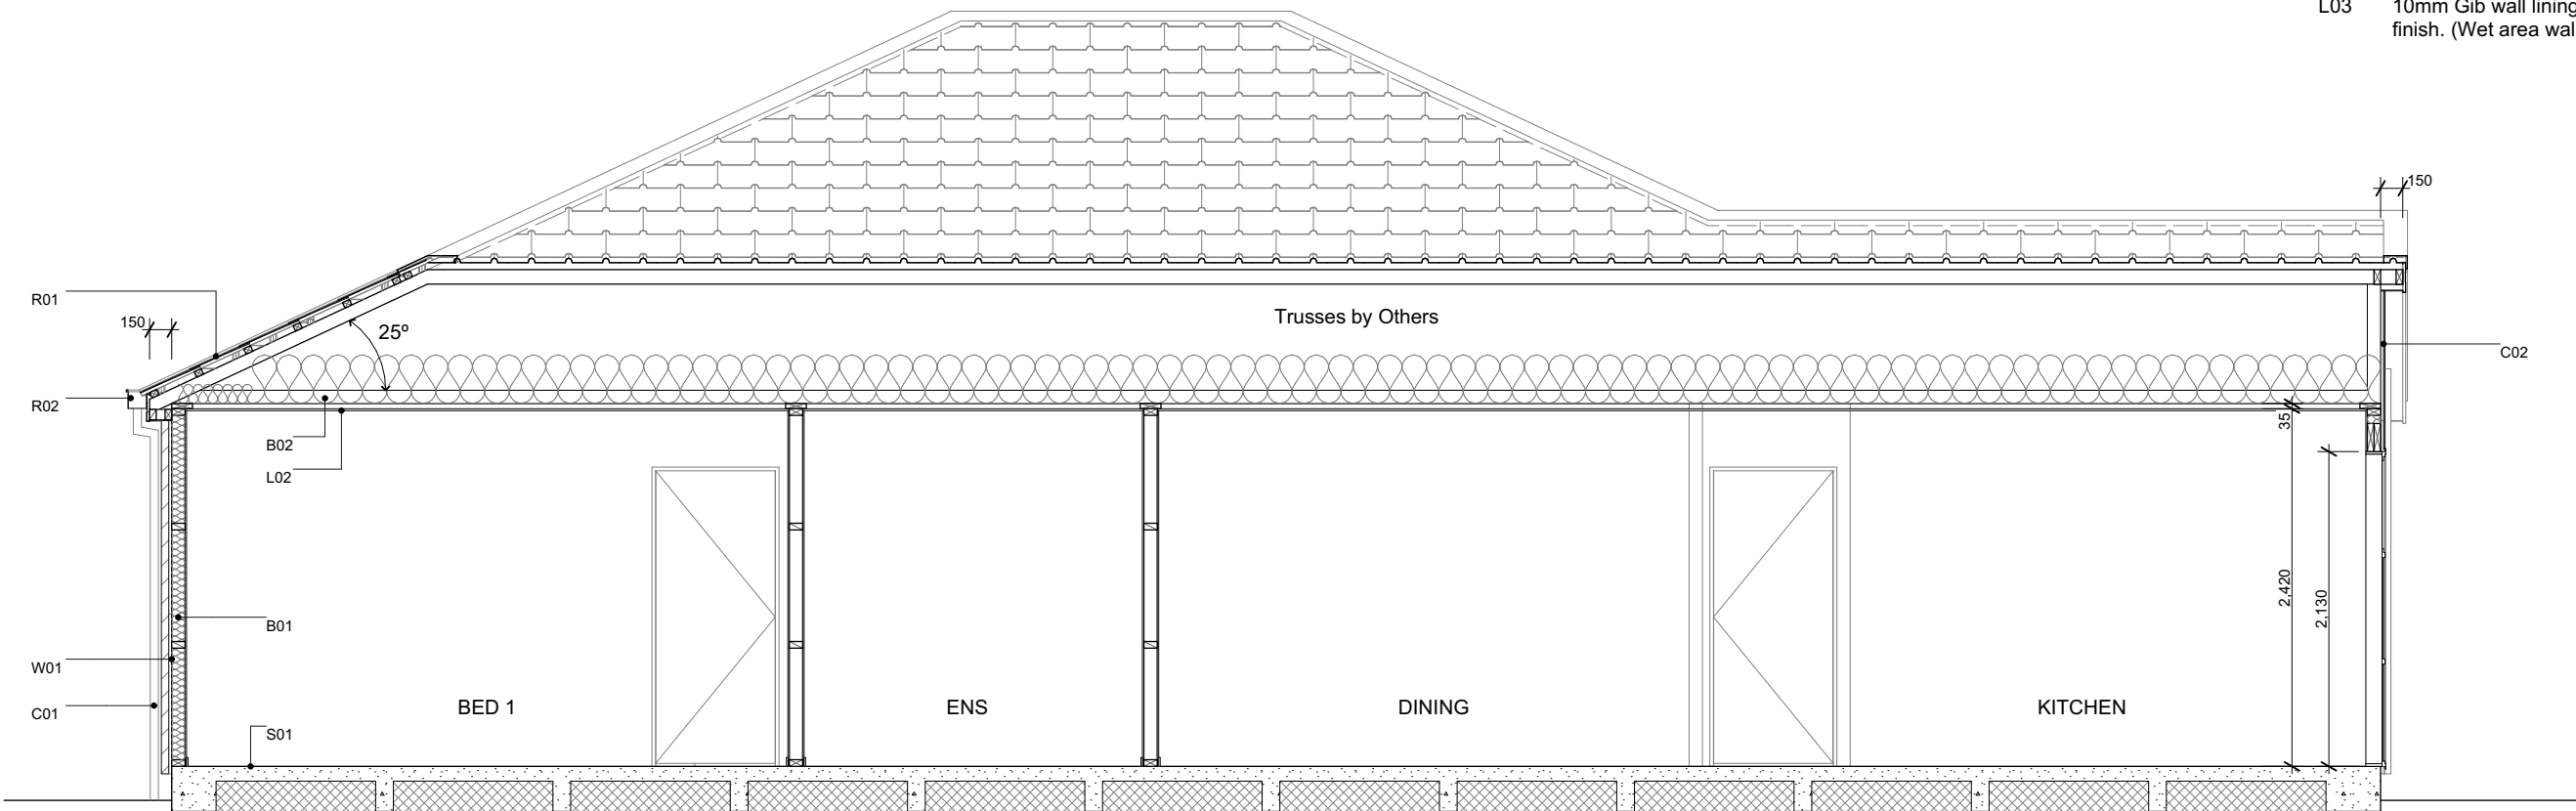 L03 10mm Gib wall lining
finish. (Wet area wal
150
R01
150
25º
Trusses by Others
C02
R02
B02
L02
35
2,420
2,130
B01
W01
C01
BED 1
ENS
DINING
KITCHEN
S01